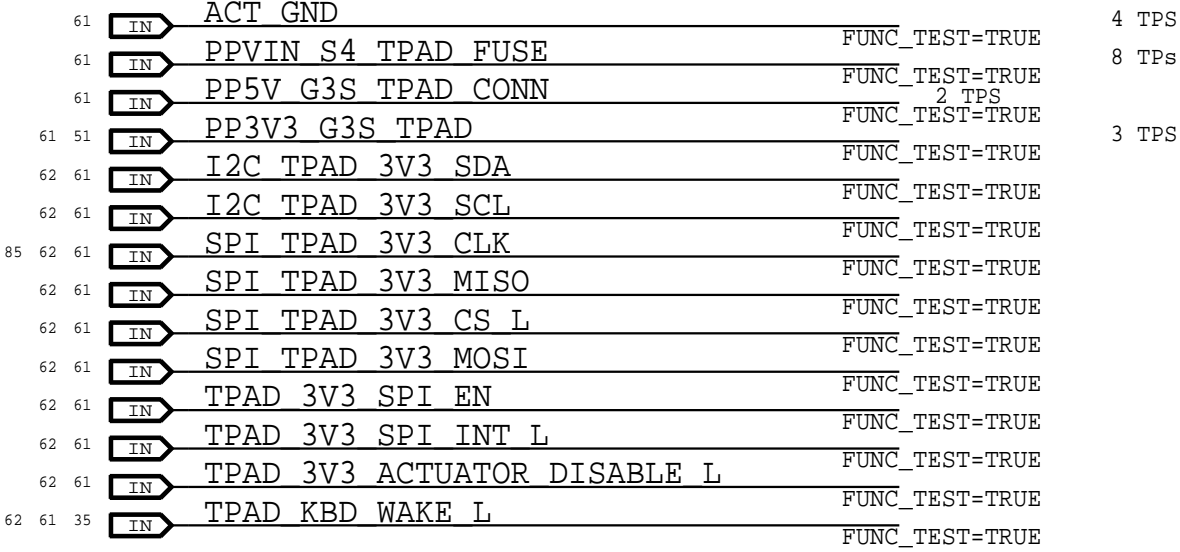 61 IN ACT_GND FUNC_TEST=TRUE 4 TPS
61 IN PPVIN_S4_TPAD_FUSE FUNC_TEST=TRUE 8 TPs
61 IN PP5V_G3S_TPAD_CONN 2 TPS FUNC_TEST=TRUE
61 51 IN PP3V3_G3S_TPAD FUNC_TEST=TRUE 3 TPS
62 61 IN I2C_TPAD_3V3_SDA FUNC_TEST=TRUE
62 61 IN I2C_TPAD_3V3_SCL FUNC_TEST=TRUE
85 62 61 IN SPI_TPAD_3V3_CLK FUNC_TEST=TRUE
62 61 IN SPI_TPAD_3V3_MISO FUNC_TEST=TRUE
62 61 IN SPI_TPAD_3V3_CS_L FUNC_TEST=TRUE
62 61 IN SPI_TPAD_3V3_MOSI FUNC_TEST=TRUE
62 61 IN TPAD_3V3_SPI_EN FUNC_TEST=TRUE
62 61 IN TPAD_3V3_SPI_INT_L FUNC_TEST=TRUE
62 61 IN TPAD_3V3_ACTUATOR_DISABLE_L FUNC_TEST=TRUE
62 61 35 IN TPAD_KBD_WAKE_L FUNC_TEST=TRUE